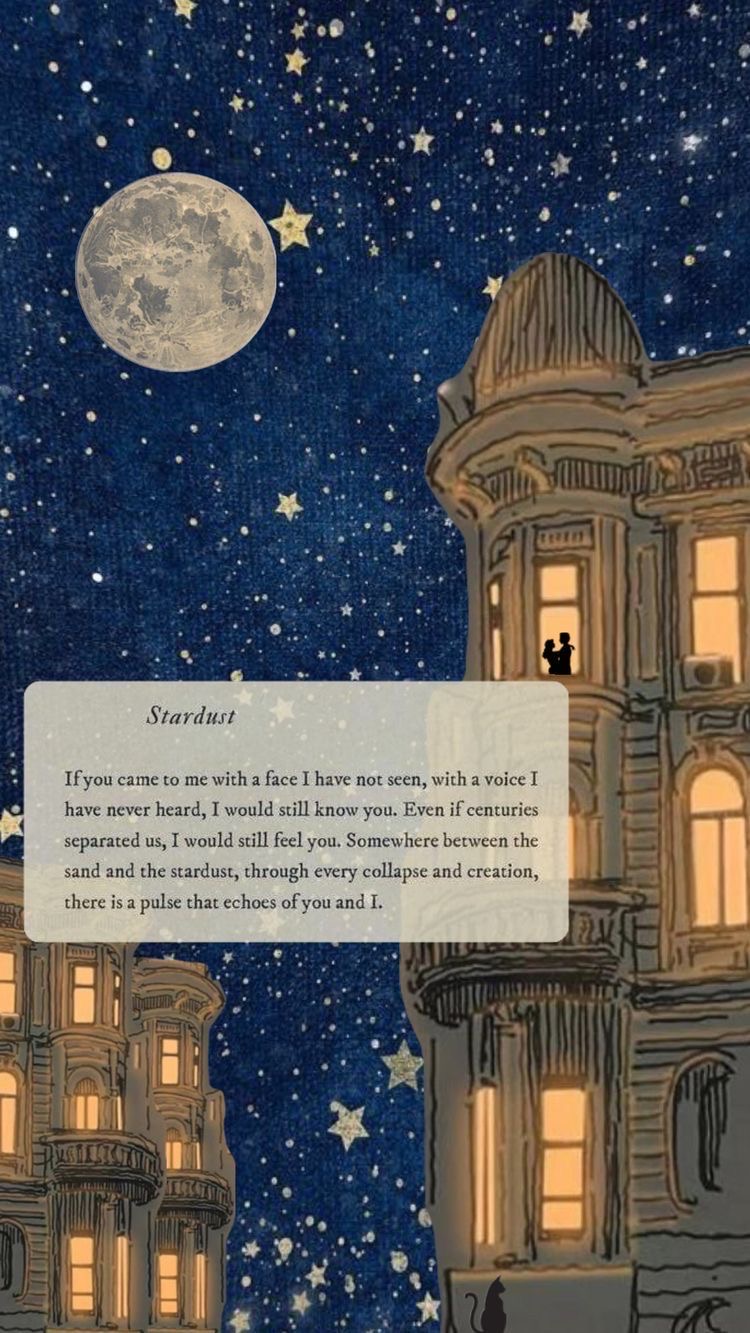 Stardust
If you came to me with a face I have not seen, with a voice I
have never heard, I would still know you. Even if centuries
separated us, I would still feel you. Somewhere between the
sand and the stardust, through every collapse and creation,
there is a pulse that echoes of you and I.